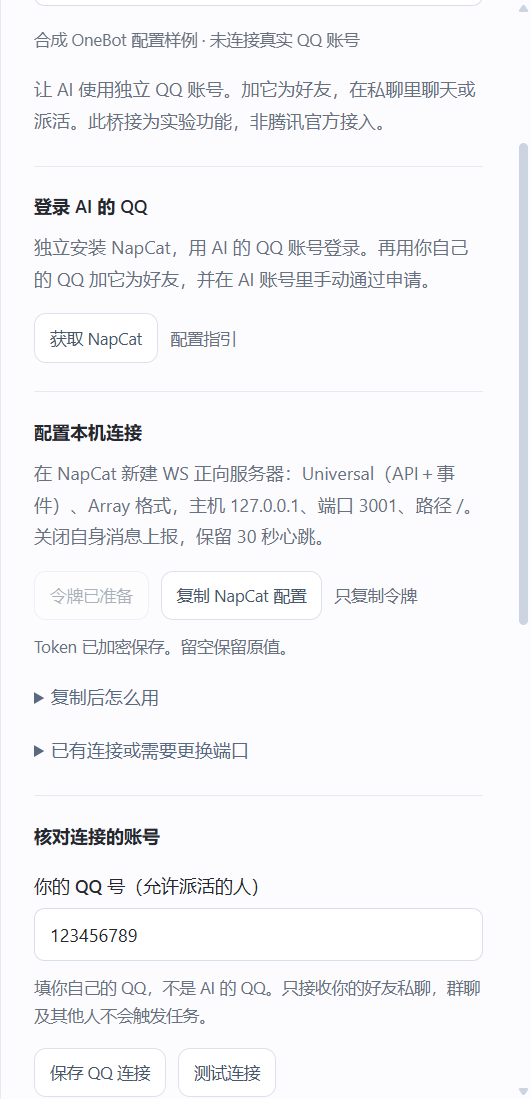 合成 OneBot 配置样例 · 未连接真实 QQ 账号
让 AI 使用独立 QQ 账号。加它为好友，在私聊里聊天或
派活。此桥接为实验功能，非腾讯官方接入。
登录 AI 的 QQ
独立安装 NapCat，用 AI 的 QQ 账号登录。再用你自己
的 QQ 加它为好友，并在 AI 账号里手动通过申请。
获取 NapCat 配置指引
配置本机连接
在 NapCat 新建 WS 正向服务器：Universal（API + 事
件）、Array 格式，主机 127.0.0.1、端口 3001、路径 /。
关闭自身消息上报，保留 30 秒心跳。
令牌已准备 复制 NapCat 配置 只复制令牌
Token 已加密保存。留空保留原值。
▶ 复制后怎么用
▶ 已有连接或需要更换端口
核对连接的账号
你的 QQ 号（允许派活的人）
123456789
填你自己的 QQ，不是 AI 的 QQ。只接收你的好友私聊，群聊
及其他人不会触发任务。
保存 QQ 连接 测试连接